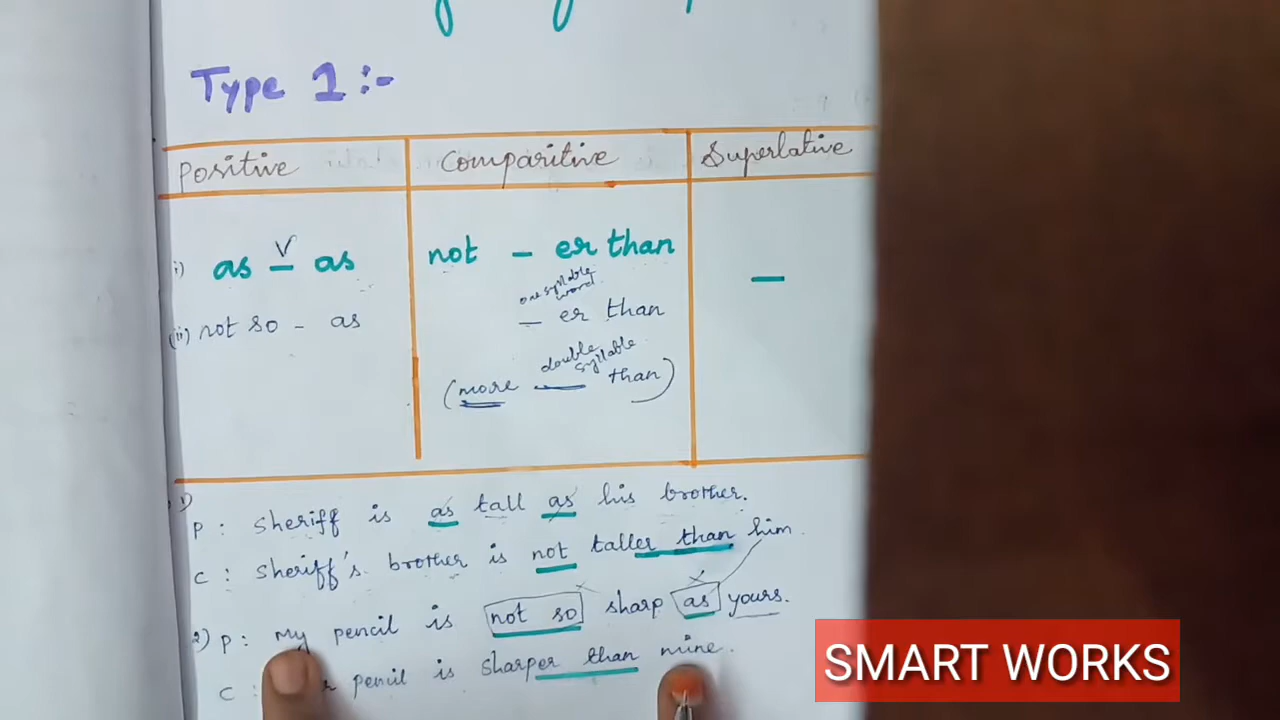 Type 1:-
Positive Comparitive Superlative
i) as – as not – er than –
one syllable word
(ii) not so – as – er than
double syllable
(more — than)
1)
P : Sheriff is as tall as his brother.
C : Sheriff's brother is not taller than him.
2) P : My pencil is not so sharp as yours.
C : pencil is sharper than mine.
SMART WORKS